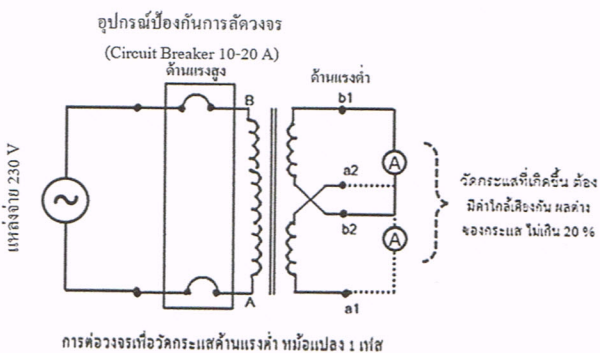 อุปกรณ์ป้องกันการลัดวงจร
(Circuit Breaker 10-20 A)
ด้านแรงสูง
ด้านแรงต่ำ
B
b1
A
a2
b2
A
A
a1
แหล่งจ่าย 230 V
วัดกระแสที่เกิดขึ้น ต้อง
มีค่าใกล้เคียงกัน ผลต่าง
ของกระแส ไม่เกิน 20 %
การต่อวงจรเพื่อวัดกระแสด้านแรงต่ำ หม้อแปลง 1 เฟส